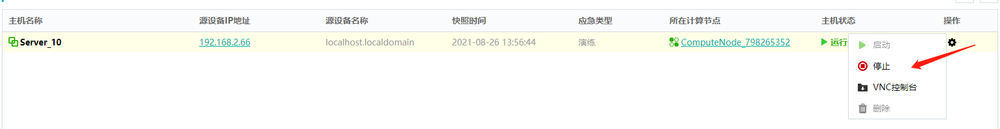 主机名称 源设备IP地址 源设备名称 快照时间 应急类型 所在计算节点 主机状态 操作
Server_10 192.168.2.66 localhost.localdomain 2021-08-26 13:56:44 演练 ComputeNode_798265352 运行
启动
停止
VNC控制台
删除